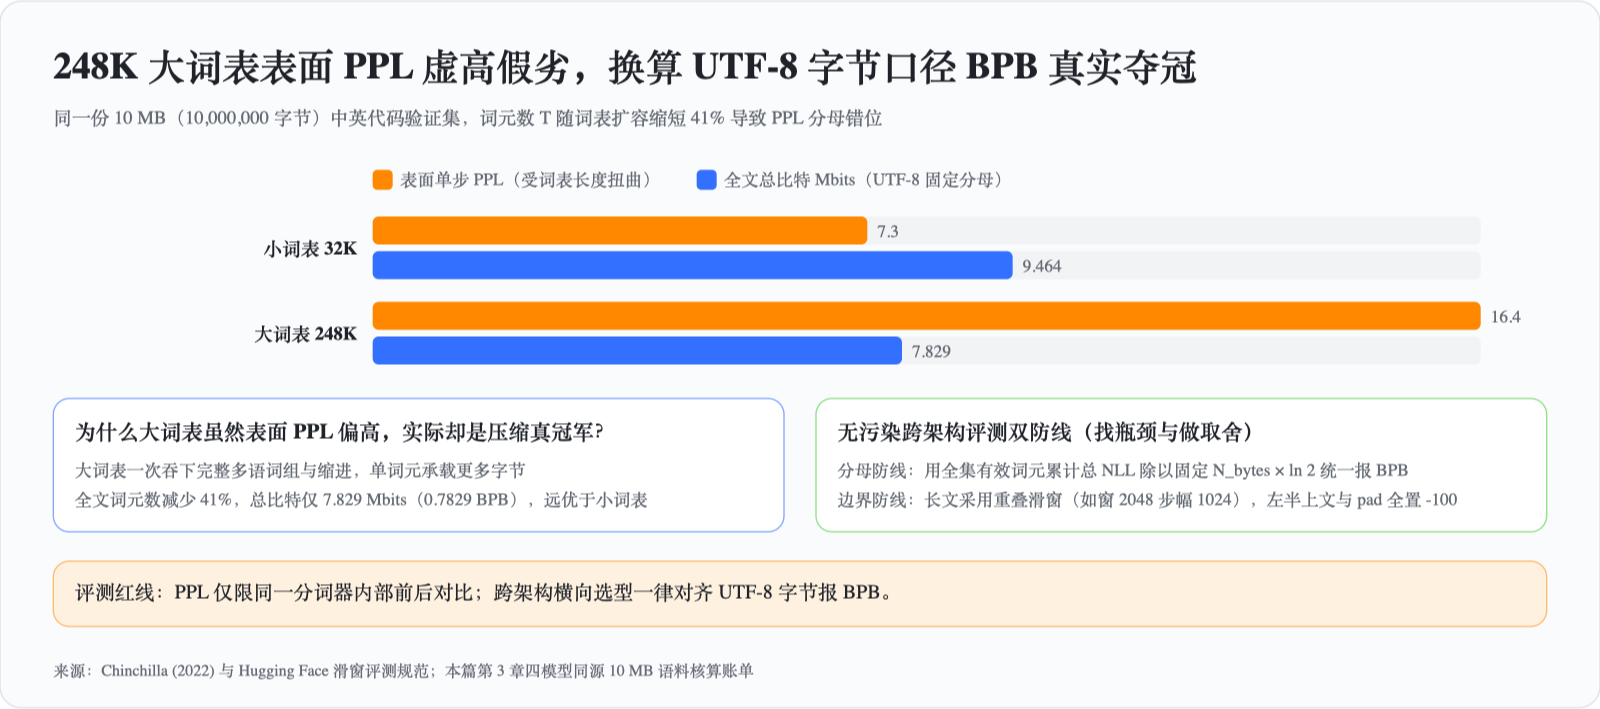 248K 大词表表面 PPL 虚高假劣，换算 UTF-8 字节口径 BPB 真实夺冠
同一份 10 MB（10,000,000 字节）中英代码验证集，词元数 T 随词表扩容缩短 41% 导致 PPL 分母错位
表面单步 PPL（受词表长度扭曲）
全文总比特 Mbits（UTF-8 固定分母）
小词表 32K
7.3
9.464
大词表 248K
16.4
7.829
为什么大词表虽然表面 PPL 偏高，实际却是压缩真冠军?
大词表一次吞下完整多语词组与缩进，单词元承载更多字节
全文词元数减少 41%，总比特仅 7.829 Mbits（0.7829 BPB），远优于小词表
无污染跨架构评测双防线（找瓶颈与做取舍）
分母防线：用全集有效词元累计总 NLL 除以固定 N_bytes × ln 2 统一报 BPB
边界防线：长文采用重叠滑窗（如窗 2048 步幅 1024），左半上文与 pad 全置 -100
评测红线：PPL 仅限同一分词器内部前后对比；跨架构横向选型一律对齐 UTF-8 字节报 BPB。
来源：Chinchilla (2022) 与 Hugging Face 滑窗评测规范；本篇第 3 章四模型同源 10 MB 语料核算账单